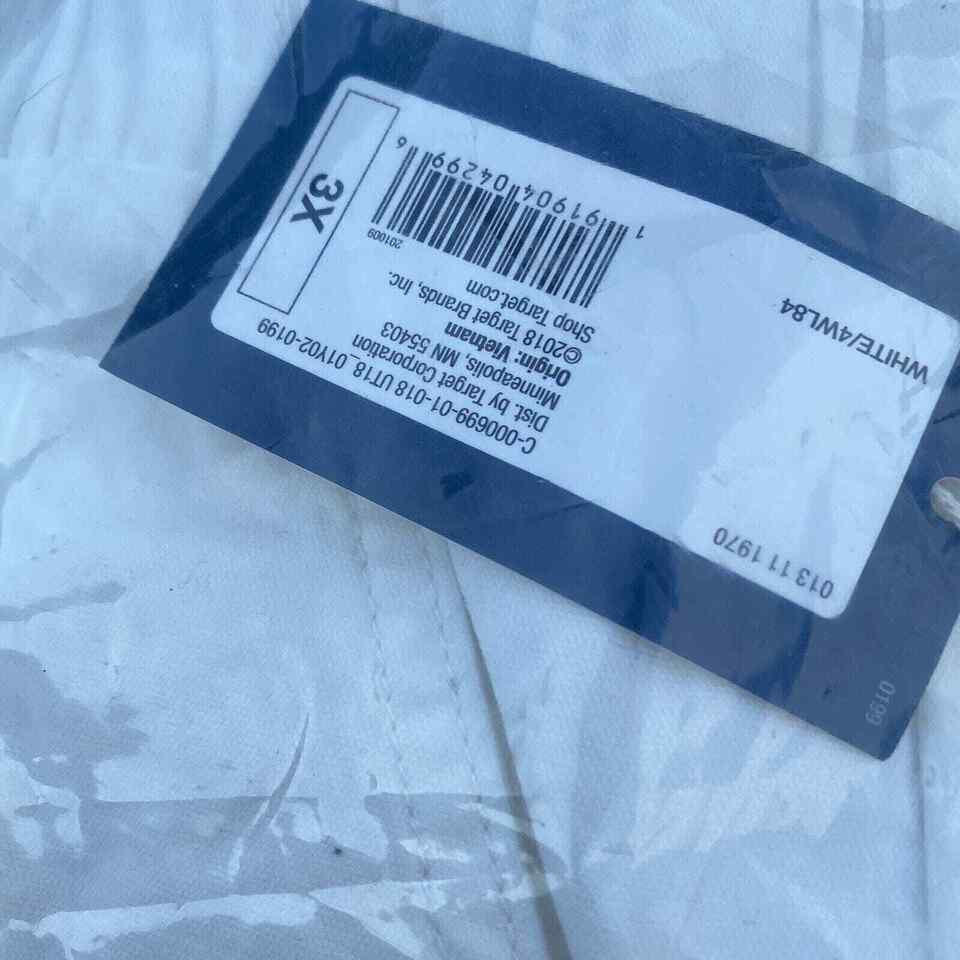 013 11 1970
WHITE/4WL84
C-000699-01-018 UT18_01Y02-0199
Dist. by Target Corporation
Minneapolis, MN 55403
Origin: Vietnam
©2018 Target Brands, Inc.
Shop Target.com
1 91904 04299 6
201009
3X
0199